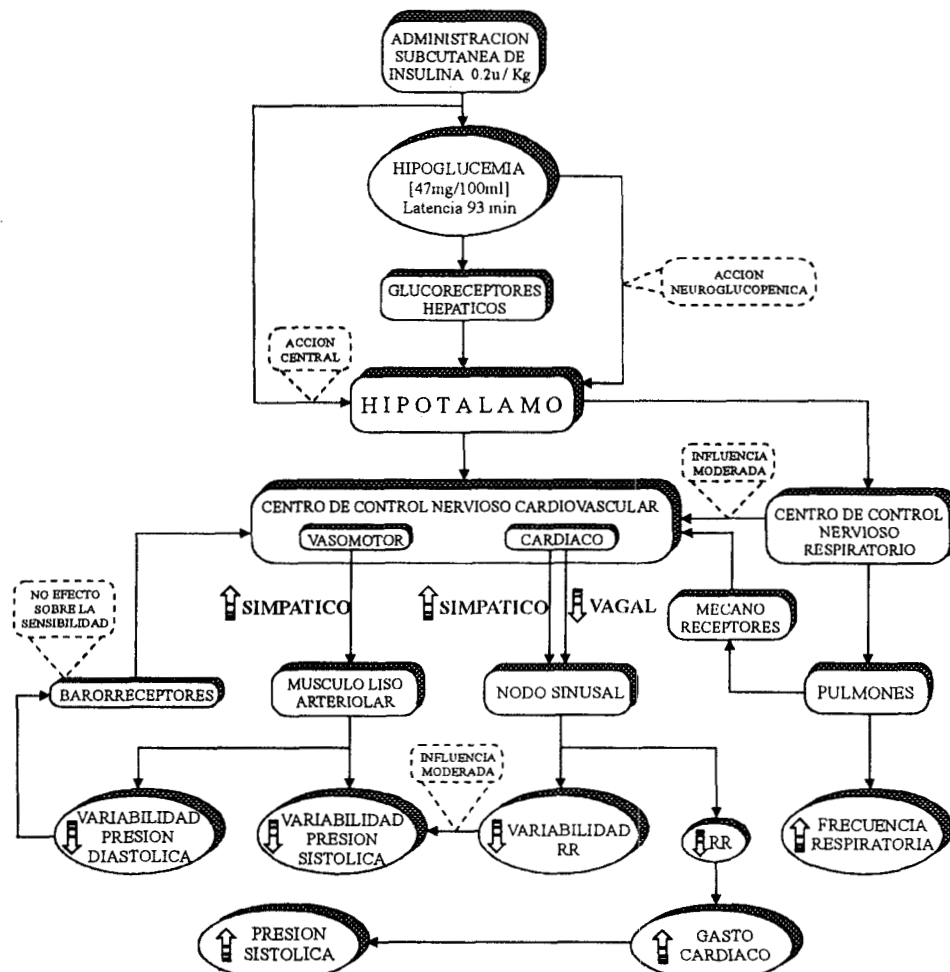 ADMINISTRACION
SUBCUTANEA DE
INSULINA 0.2u/Kg
HIPOGLUCEMIA
[47mg/100ml]
Latencia 93 min
GLUCORECEPTORES
HEPATICOS
ACCION
NEUROGLUCOPENICA
ACCION
CENTRAL
HIPOTALAMO
INFLUENCIA
MODERADA
CENTRO DE CONTROL NERVIOSO CARDIOVASCULAR
VASOMOTOR
CARDIACO
CENTRO DE CONTROL
NERVIOSO
RESPIRATORIO
NO EFECTO
SOBRE LA
SENSIBILIDAD
SIMPATICO
SIMPATICO
VAGAL
MECANO
RECEPTORES
BARORRECEPTORES
MUSCULO LISO
ARTERIOLAR
NODO SINUSAL
PULMONES
INFLUENCIA
MODERADA
VARIABILIDAD
PRESION
DIASTOLICA
VARIABILIDAD
PRESION
SISTOLICA
VARIABILIDAD
RR
RR
FRECUENCIA
RESPIRATORIA
PRESION
SISTOLICA
GASTO
CARDIACO